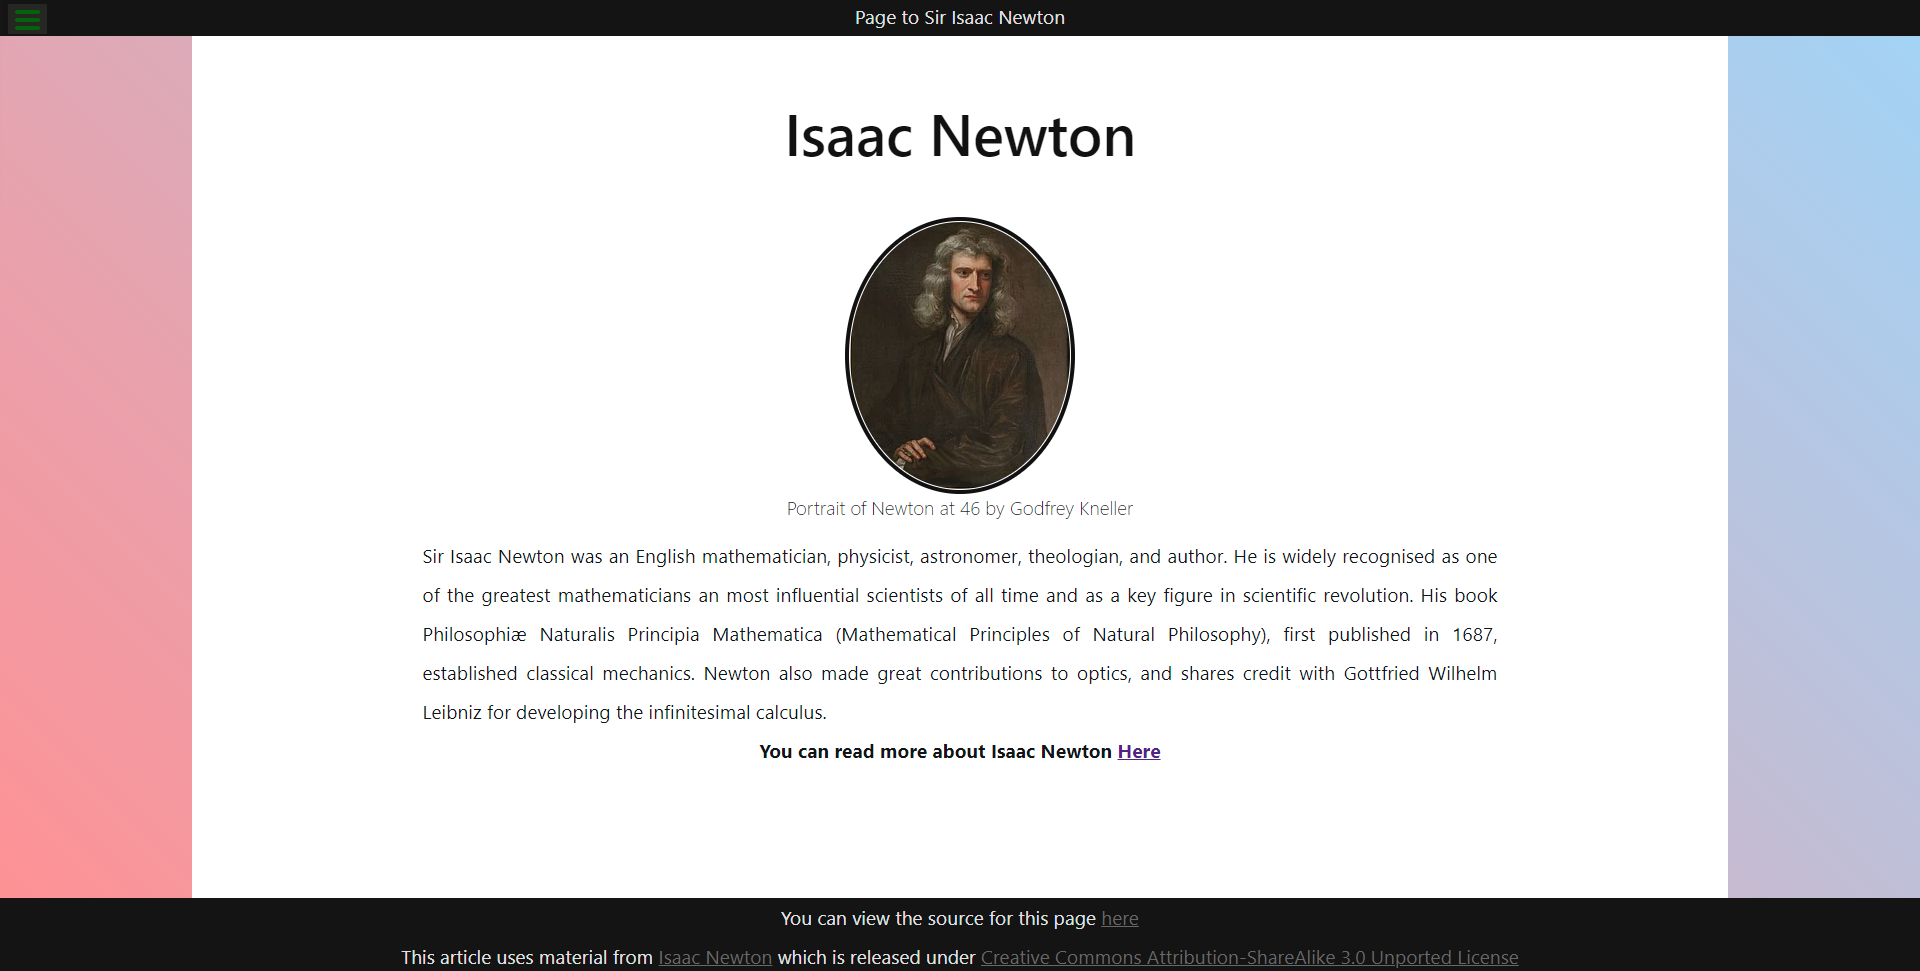 Page to Sir Isaac Newton
Isaac Newton
Portrait of Newton at 46 by Godfrey Kneller
Sir Isaac Newton was an English mathematician, physicist, astronomer, theologian, and author. He is widely recognised as one
of the greatest mathematicians an most influential scientists of all time and as a key figure in scientific revolution. His book
Philosophiæ Naturalis Principia Mathematica (Mathematical Principles of Natural Philosophy), first published in 1687,
established classical mechanics. Newton also made great contributions to optics, and shares credit with Gottfried Wilhelm
Leibniz for developing the infinitesimal calculus.
You can read more about Isaac Newton Here
You can view the source for this page here
This article uses material from Isaac Newton which is released under Creative Commons Attribution-ShareAlike 3.0 Unported License